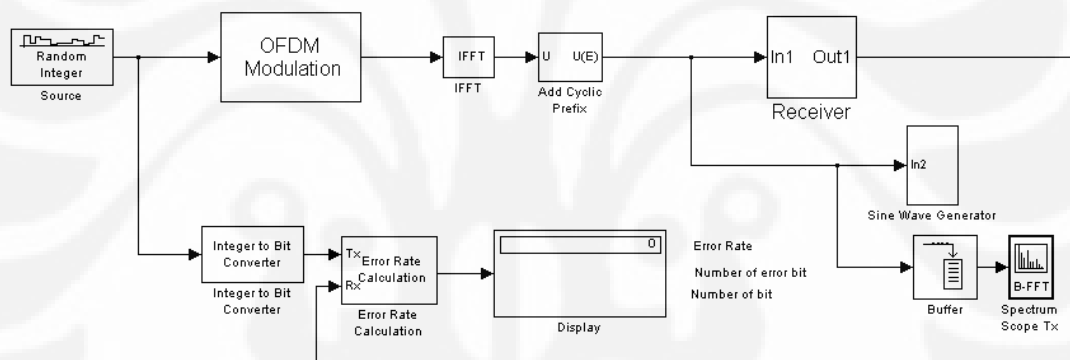 Random
Integer
Source
OFDM
Modulation
IFFT
IFFT
U U(E)
Add Cyclic
Prefix
In1 Out1
Receiver
In2
Sine Wave Generator
Integer to Bit
Converter
Integer to Bit
Converter
Tx
Error Rate
Calculation
Rx
Error Rate
Calculation
0
Display
Error Rate
Number of error bit
Number of bit
Buffer
B-FFT
Spectrum
Scope Tx